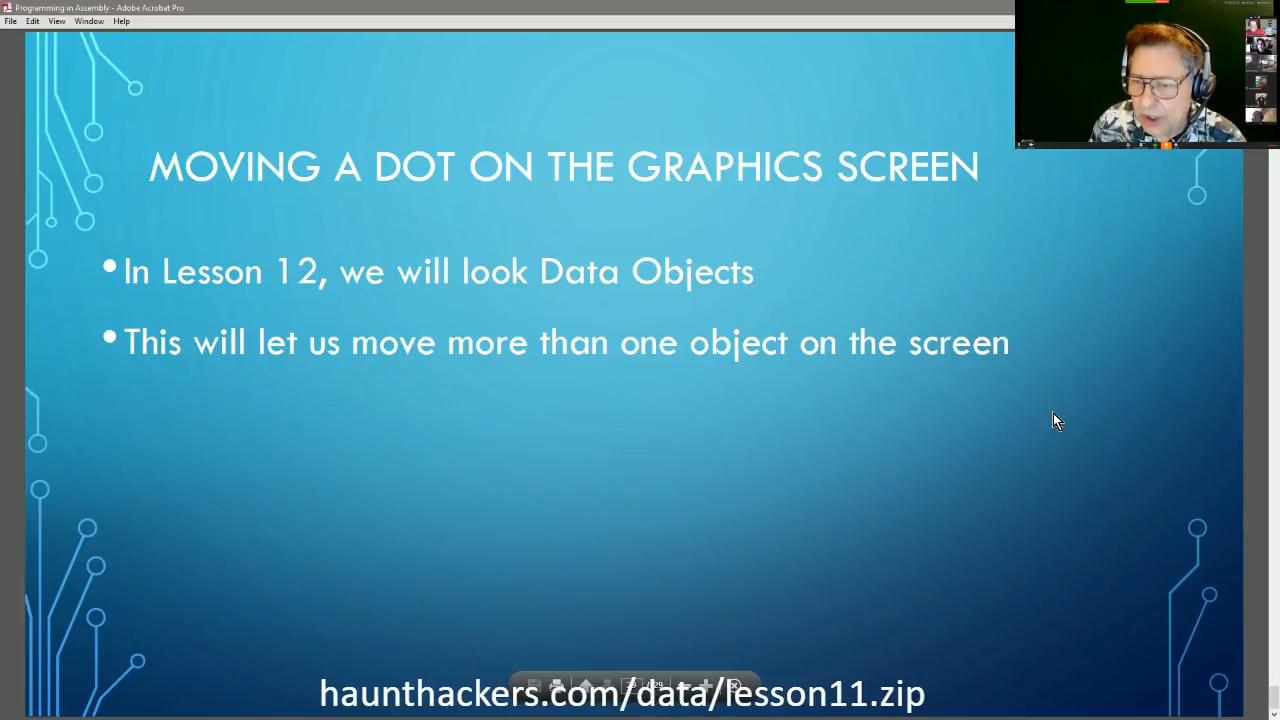 Programming in Assembly - Adobe Acrobat Pro
File Edit View Window Help
MOVING A DOT ON THE GRAPHICS SCREEN
•In Lesson 12, we will look Data Objects
•This will let us move more than one object on the screen
haunthackers.com/data/lesson11.zip